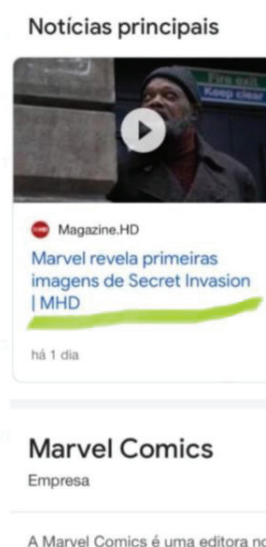 Notícias principais
Fire exit
Keep clear
Magazine.HD
Marvel revela primeiras
imagens de Secret Invasion
| MHD
há 1 dia
Marvel Comics
Empresa
A Marvel Comics é uma editora no